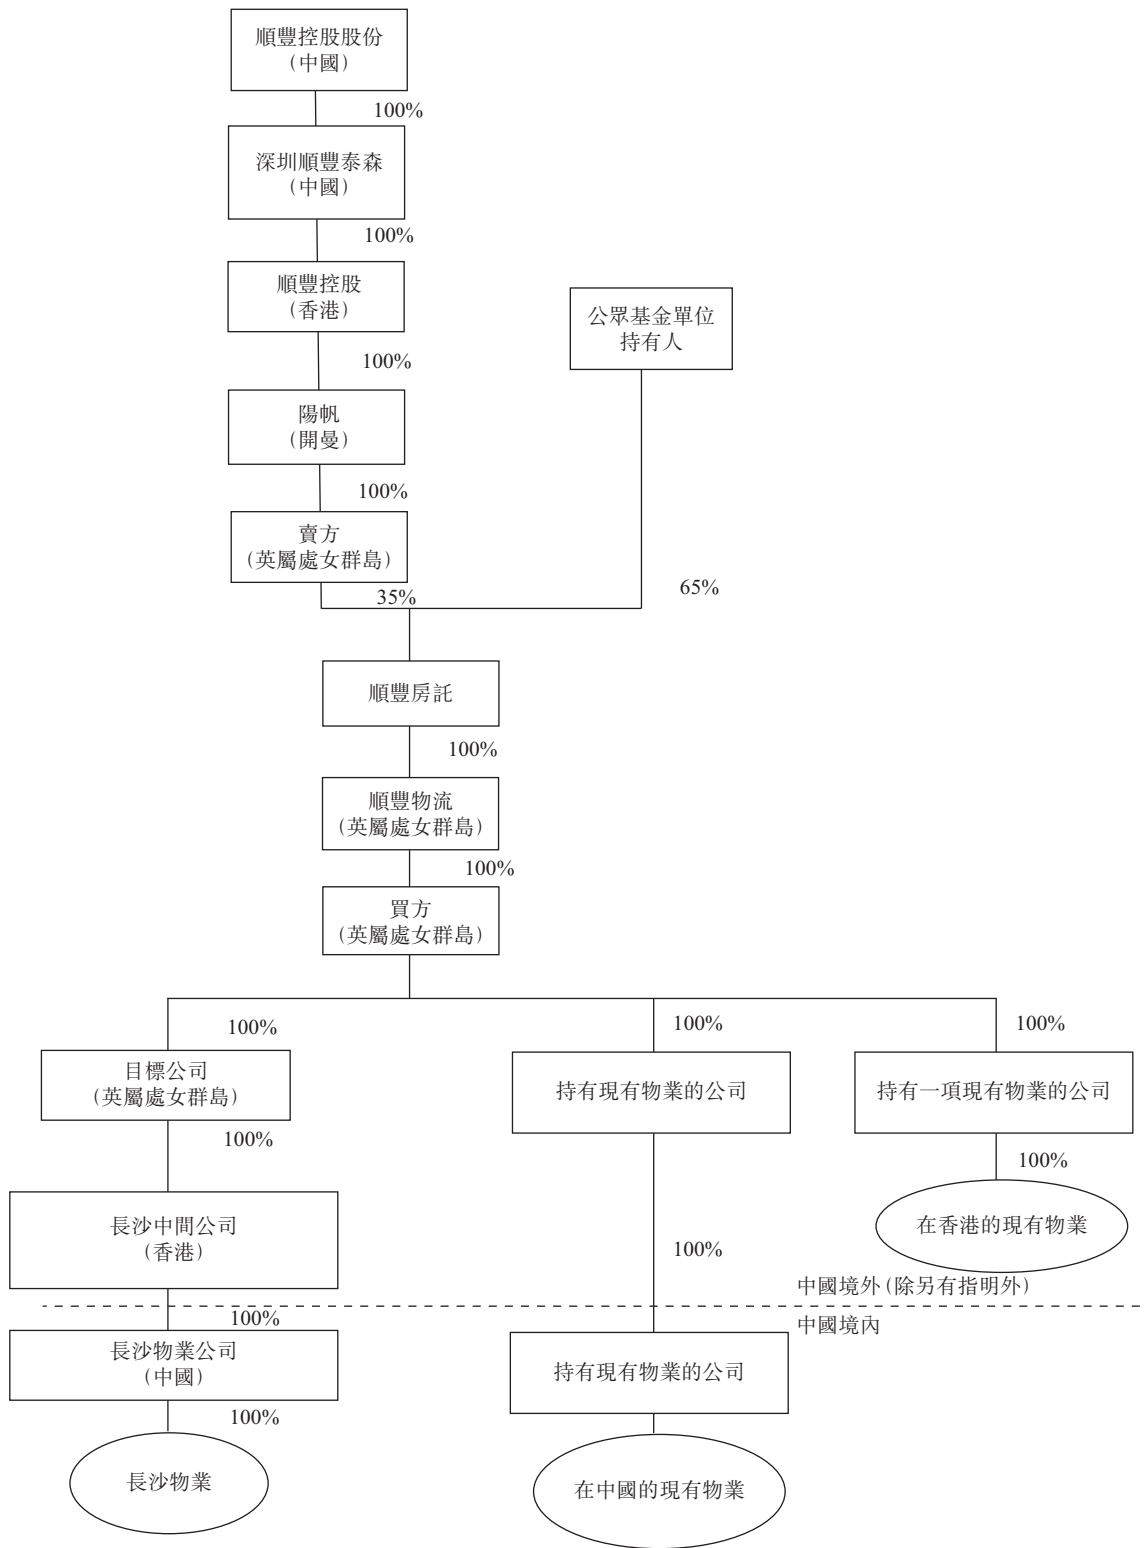 順豐控股股份
(中國)
100%
深圳順豐泰森
(中國)
100%
順豐控股
(香港)
公眾基金單位
持有人
100%
陽帆
(開曼)
100%
賣方
(英屬處女群島)
35%
65%
順豐房託
100%
順豐物流
(英屬處女群島)
100%
買方
(英屬處女群島)
100%
100%
100%
目標公司
(英屬處女群島)
持有現有物業的公司
持有一項現有物業的公司
100%
100%
長沙中間公司
(香港)
在香港的現有物業
100%
中國境外(除另有指明外)
100%
中國境內
長沙物業公司
(中國)
持有現有物業的公司
100%
長沙物業
在中國的現有物業